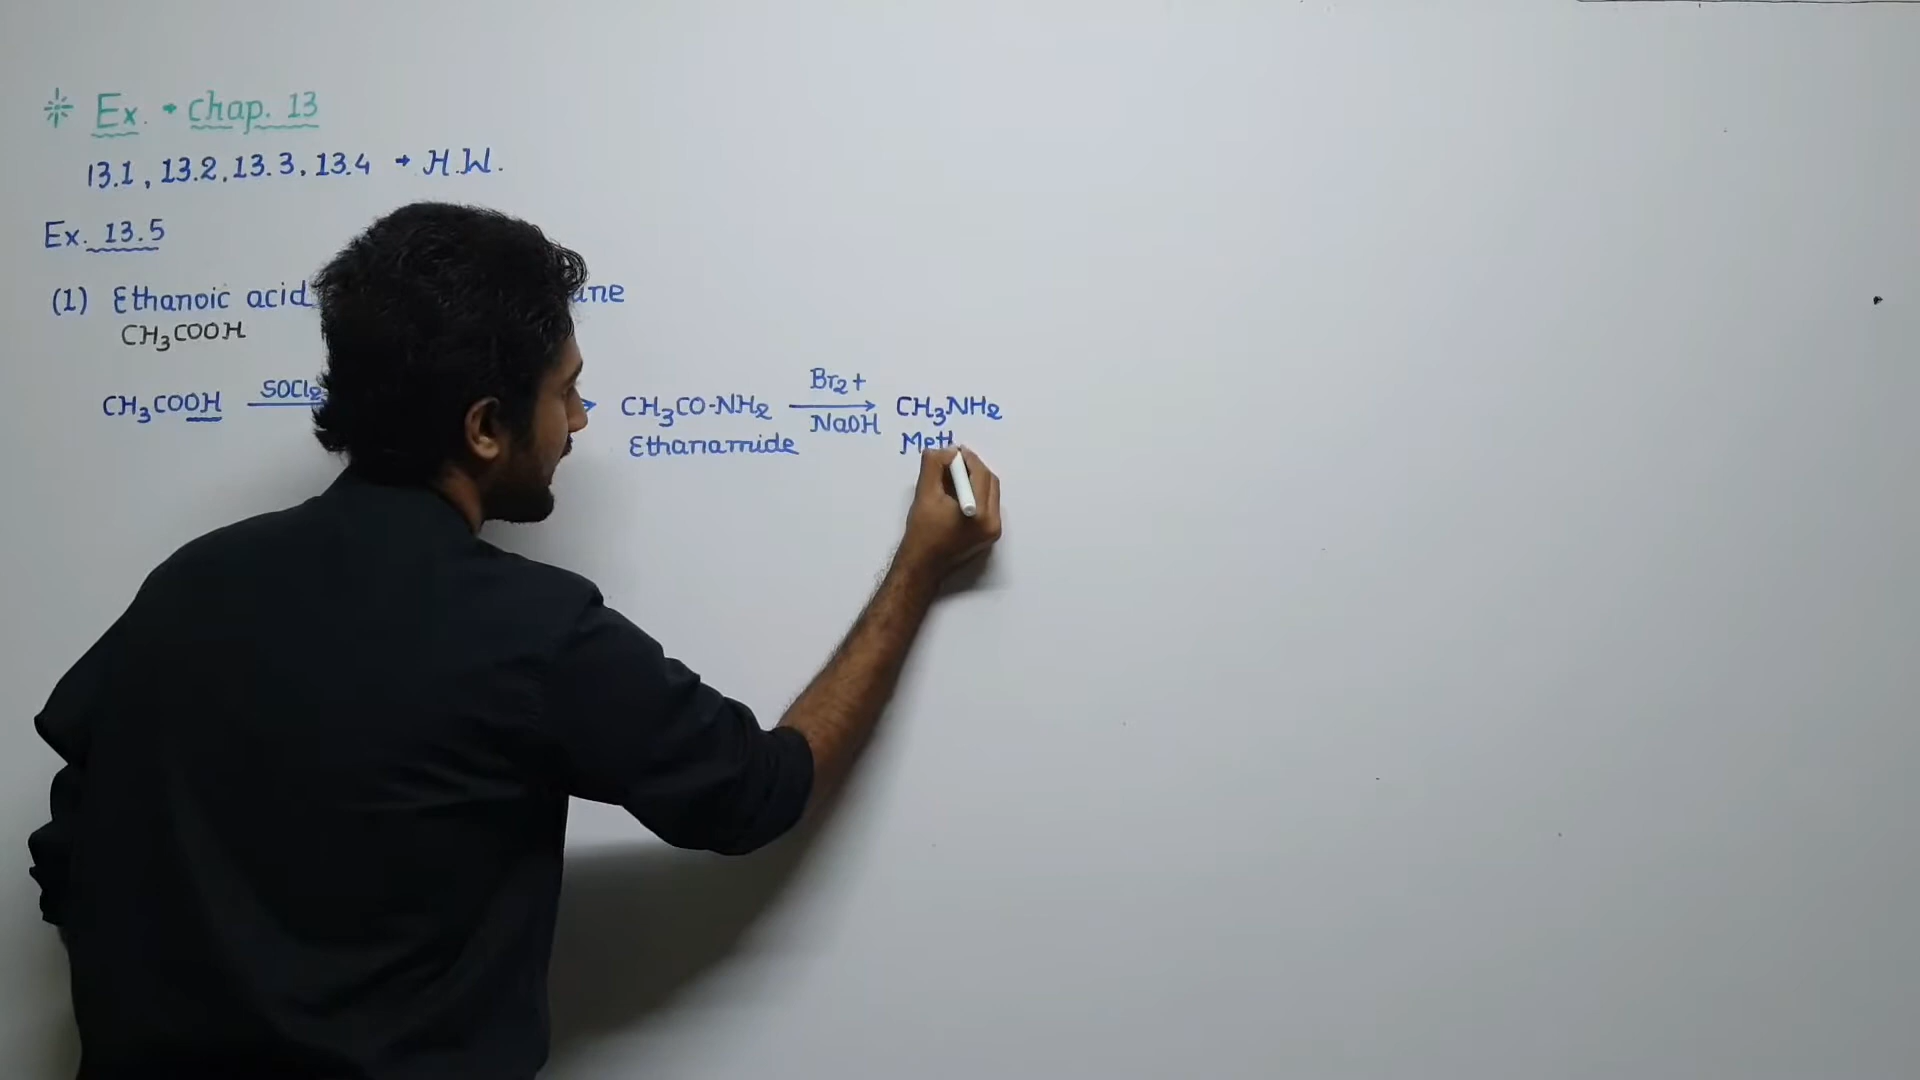 Ex. → Chap. 13
13.1, 13.2, 13.3, 13.4 → H.W.
Ex. 13.5
(1) Ethanoic acid
CH₃COOH
Br₂+
CH₃COOH SOCl₂ → CH₃CO-NH₂ → CH₃NH₂
NaOH
Ethanamide